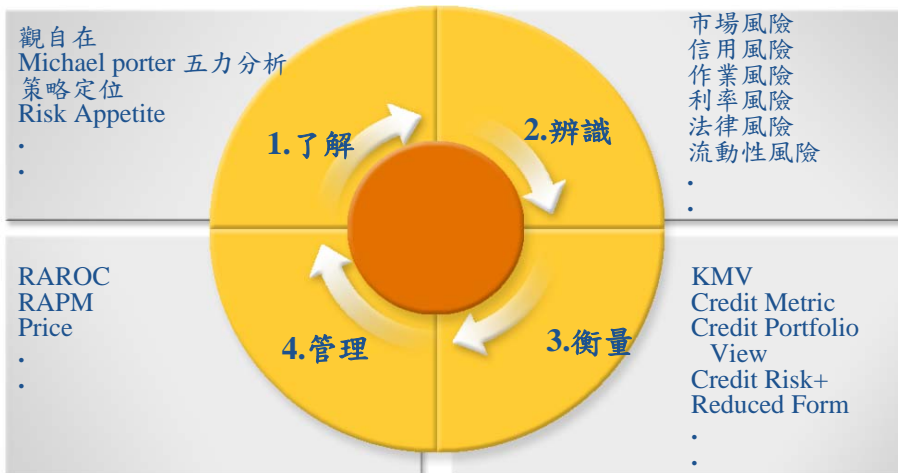 觀自在
Michael porter 五力分析
策略定位
Risk Appetite
.
.
1.了解
市場風險
信用風險
作業風險
利率風險
法律風險
流動性風險
.
.
2.辨識
KMV
Credit Metric
Credit Portfolio
View
Credit Risk+
Reduced Form
.
.
3.衡量
RAROC
RAPM
Price
.
.
4.管理